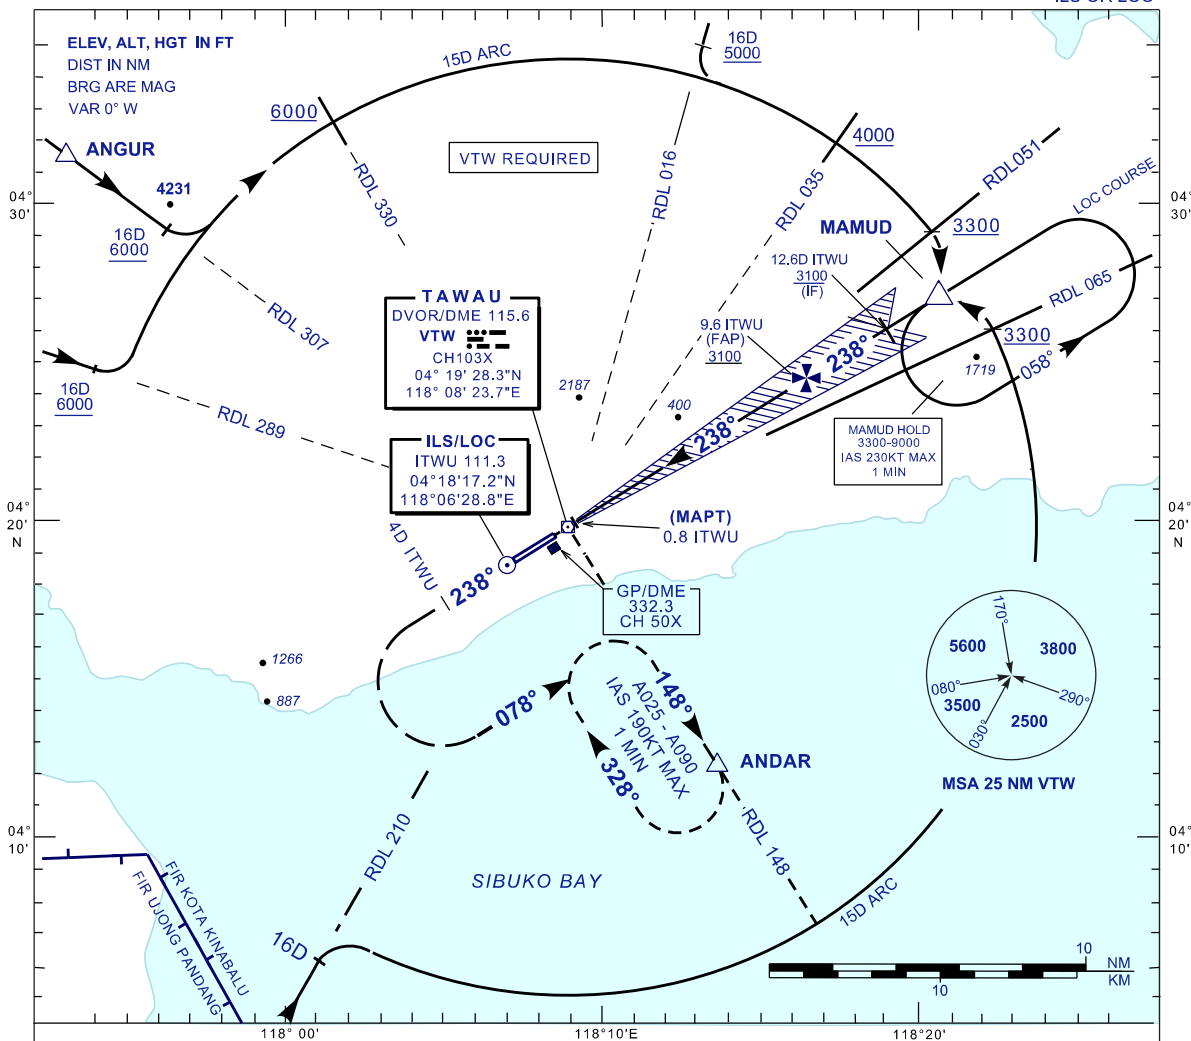 ELEV, ALT, HGT IN FT
DIST IN NM
BRG ARE MAG
VAR 0° W
ANGUR
4231
16D
6000
6000
15D ARC
16D
5000
4000
VTW REQUIRED
RDL 330
RDL 016
RDL 035
RDL051
LOC COURSE
04°
30'
04°
30'
MAMUD
3300
12.6D ITWU
3100
(IF)
RDL 065
3300
RDL 307
TAWAU
DVOR/DME 115.6
VTW
CH103X
04° 19' 28.3"N
118° 08' 23.7"E
9.6 ITWU
(FAP)
3100
238°
1719
058°
16D
6000
RDL 289
2187
400
238°
MAMUD HOLD
3300-9000
IAS 230KT MAX
1 MIN
ILS/LOC
ITWU 111.3
04°18'17.2"N
118°06'28.8"E
04°
20'
N
04°
20'
N
(MAPT)
0.8 ITWU
4D ITWU
238°
GP/DME
332.3
CH 50X
170°
5600
3800
080°
3500
290°
2500
030°
MSA 25 NM VTW
1266
887
078°
148°
A025 - A090
IAS 190KT MAX
1 MIN
328°
ANDAR
04°
10'
04°
10'
RDL 210
RDL 148
SIBUKO BAY
15D ARC
FIR KOTA KINABALU
FIR UJONG PANDANG
16D
10
NM
KM
10
118° 00'
118°10'E
118°20'